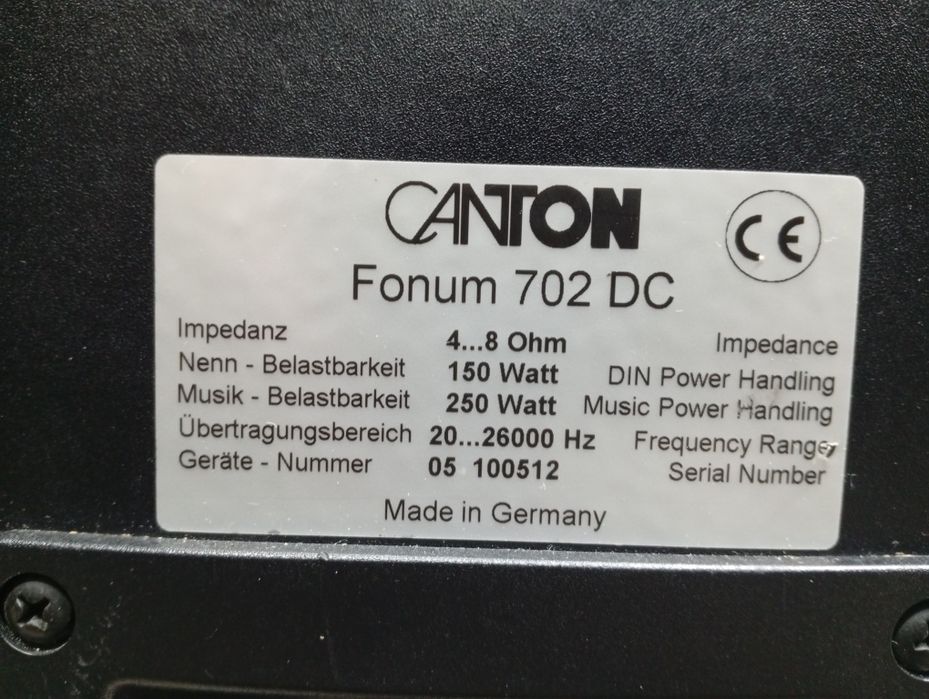 CANTON
CE
Fonum 702 DC
Impedanz 4...8 Ohm Impedance
Nenn - Belastbarkeit 150 Watt DIN Power Handling
Musik - Belastbarkeit 250 Watt Music Power Handling
Übertragungsbereich 20...26000 Hz Frequency Range
Geräte - Nummer 05 100512 Serial Number
Made in Germany